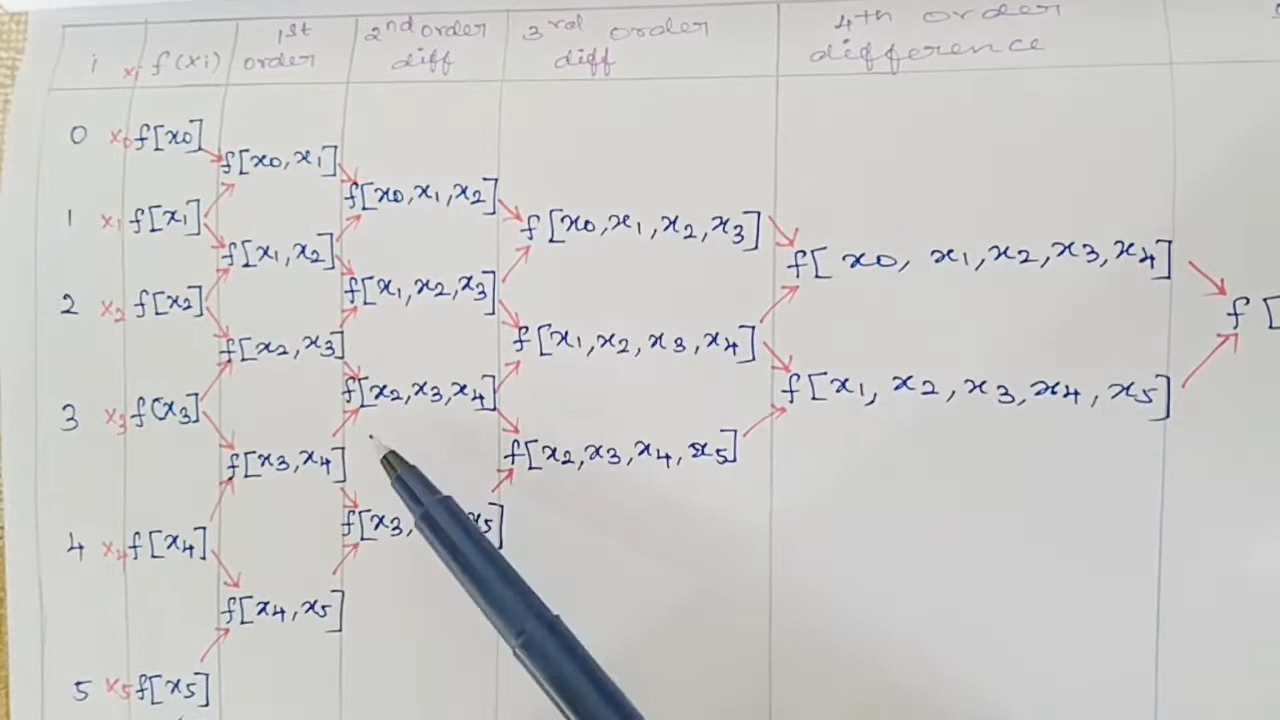 i xi f(xi) 1st order 2nd order diff 3rd order diff 4th order difference
0 x0 f[x0]
f[x0,x1]
f[x0,x1,x2]
1 x1 f[x1]
f[x0,x1,x2,x3]
f[x1,x2]
f[x0, x1,x2,x3,x4]
f[x1,x2,x3]
2 x2 f[x2]
f[
f[x1,x2,x3,x4]
f[x2,x3]
f[x2,x3,x4]
f[x1, x2,x3,x4,x5]
3 x3 f(x3]
f[x2,x3,x4,x5]
f[x3,x4]
f[x3, x5]
4 x4 f[x4]
f[x4,x5]
5 x5 f[x5]